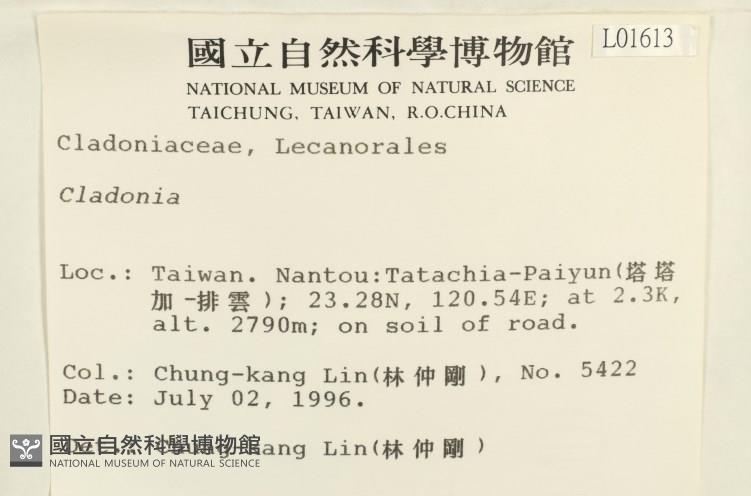 國立自然科學博物館
L01613
NATIONAL MUSEUM OF NATURAL SCIENCE
TAICHUNG, TAIWAN, R.O.CHINA
Cladoniaceae, Lecanorales
Cladonia
Loc.: Taiwan. Nantou:Tatachia-Paiyun(塔塔
加-排雲); 23.28N, 120.54E; at 2.3K,
alt. 2790m; on soil of road.
Col.: Chung-kang Lin(林仲剛), No. 5422
Date: July 02, 1996.
Det.: Chung-kang Lin(林仲剛)
國立自然科學博物館
NATIONAL MUSEUM OF NATURAL SCIENCE